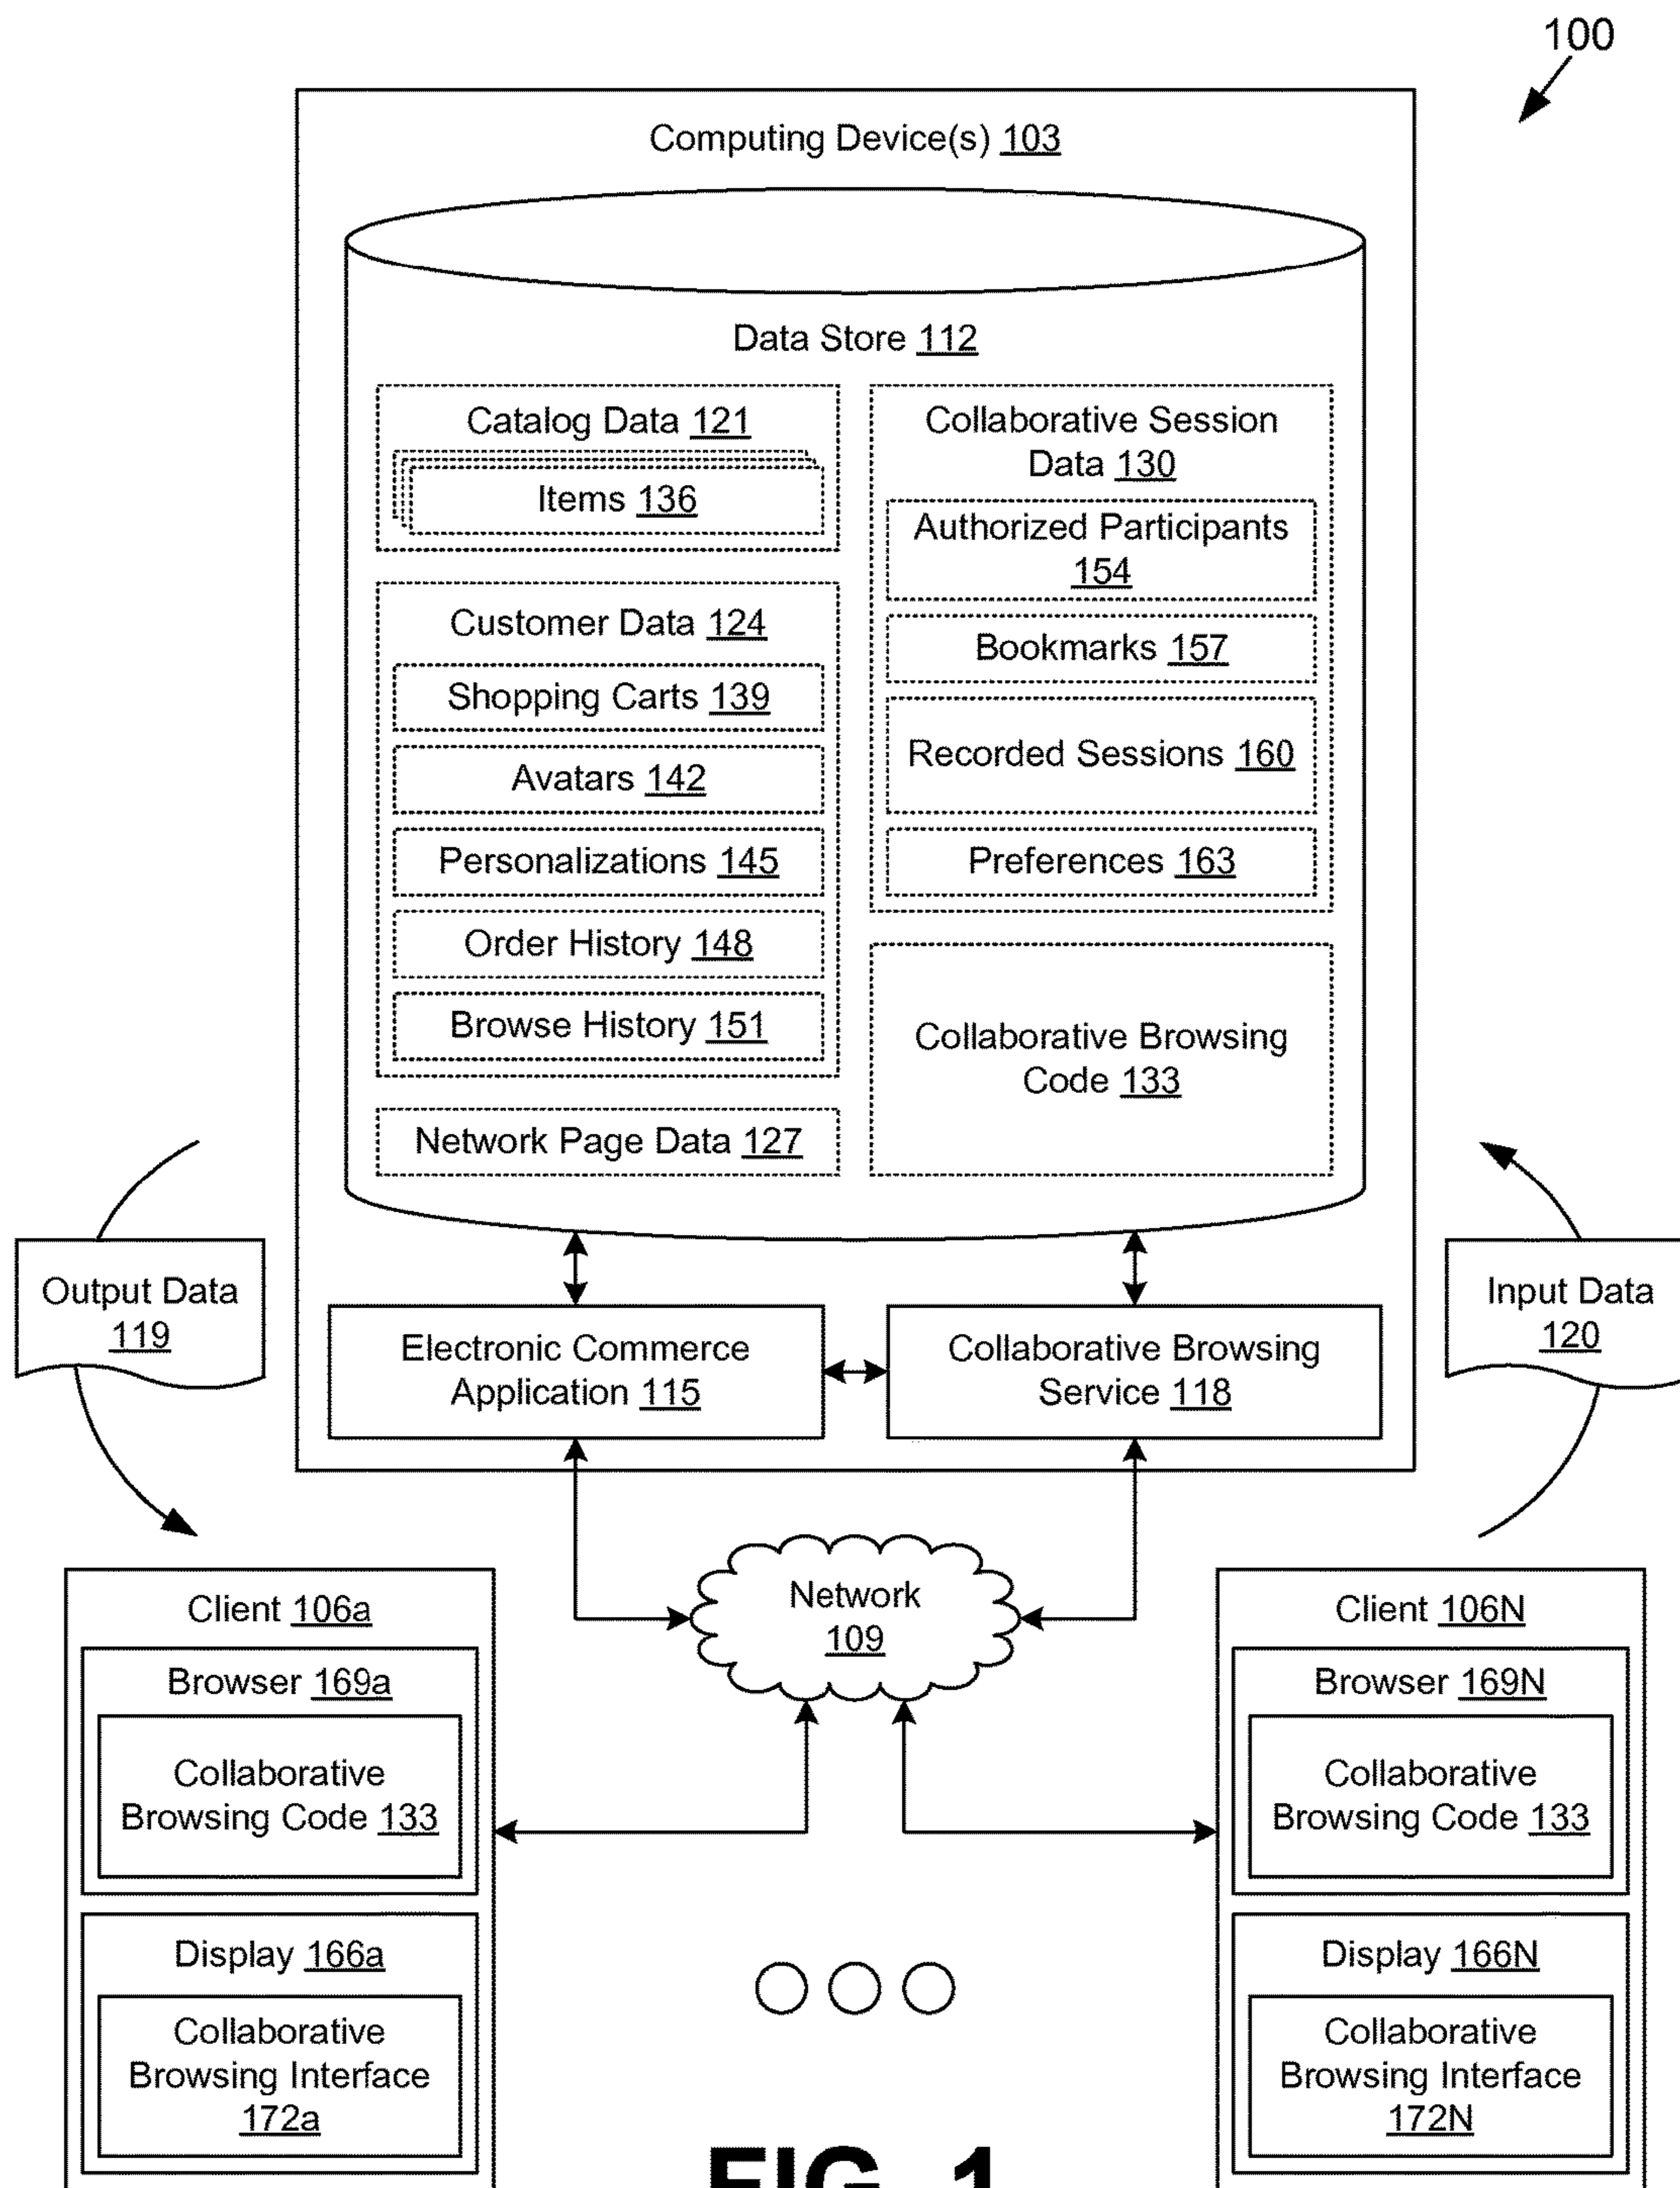 100
Computing Device(s) 103
Data Store 112
Catalog Data 121
Items 136
Customer Data 124
Shopping Carts 139
Avatars 142
Personalizations 145
Order History 148
Browse History 151
Network Page Data 127
Collaborative Session
Data 130
Authorized Participants
154
Bookmarks 157
Recorded Sessions 160
Preferences 163
Collaborative Browsing
Code 133
Output Data
119
Input Data
120
Electronic Commerce
Application 115
Collaborative Browsing
Service 118
Network
109
Client 106a
Browser 169a
Collaborative
Browsing Code 133
Display 166a
Collaborative
Browsing Interface
172a
Client 106N
Browser 169N
Collaborative
Browsing Code 133
Display 166N
Collaborative
Browsing Interface
172N
FIG. 1